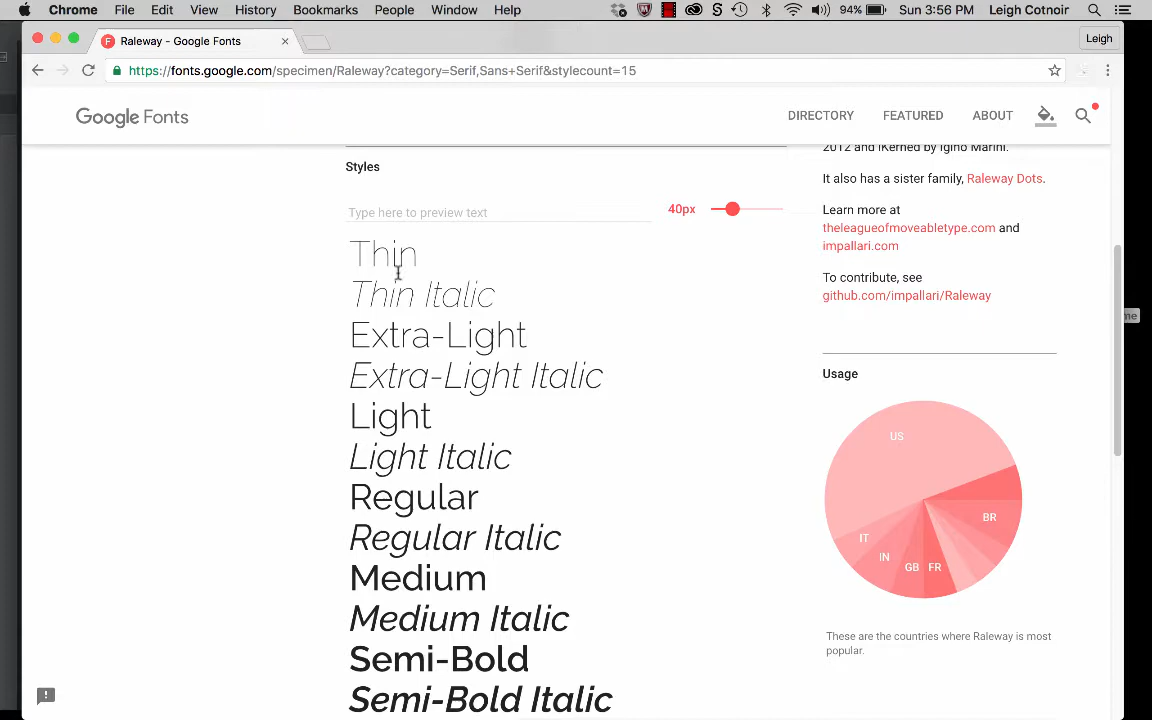 Chrome File Edit View History Bookmarks People Window Help 94% Sun 3:56 PM Leigh Cotnoir
Raleway - Google Fonts
Leigh
https://fonts.google.com/specimen/Raleway?category=Serif,Sans+Serif&stylecount=15
Google Fonts DIRECTORY FEATURED ABOUT
Styles
Type here to preview text 40px
Thin
Thin Italic
Extra-Light
Extra-Light Italic
Light
Light Italic
Regular
Regular Italic
Medium
Medium Italic
Semi-Bold
Semi-Bold Italic
2012 and iKerned by Igino Marini.
It also has a sister family, Raleway Dots.
Learn more at
theleagueofmoveabletype.com and
impallari.com
To contribute, see
github.com/impallari/Raleway
me
Usage
US
BR
IT
IN
GB FR
These are the countries where Raleway is most
popular.